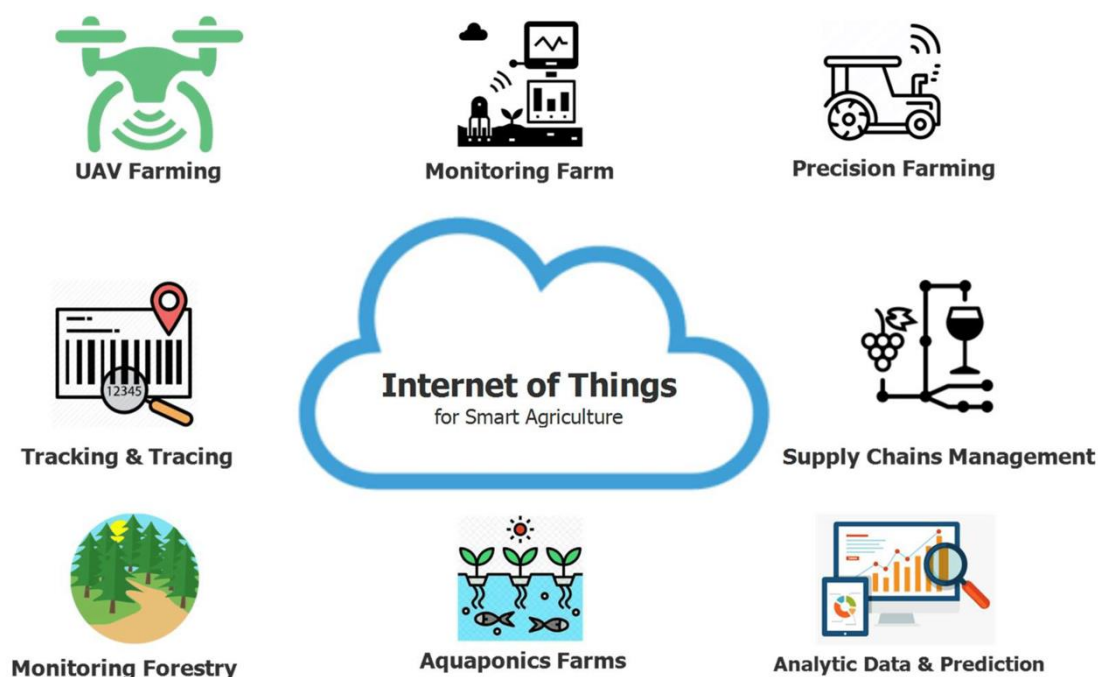 UAV Farming
Monitoring Farm
Precision Farming
Internet of Things
for Smart Agriculture
12345
Tracking & Tracing
Supply Chains Management
Monitoring Forestry
Aquaponics Farms
Analytic Data & Prediction